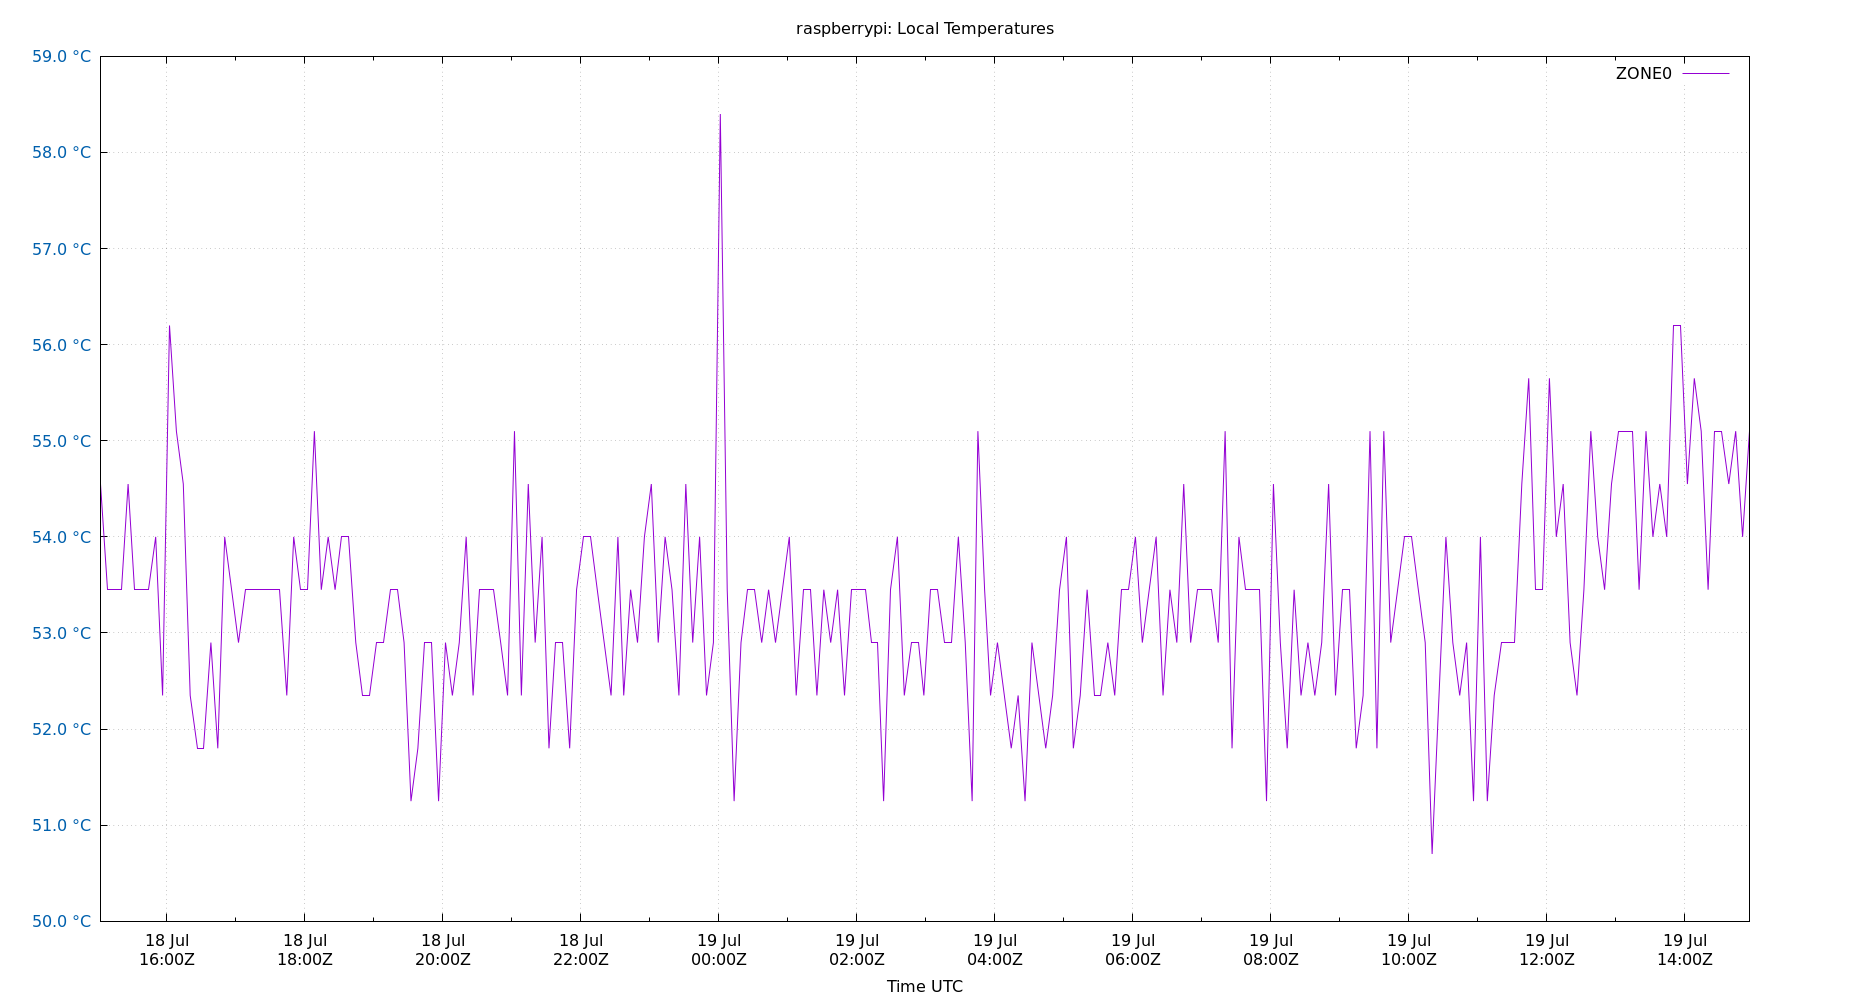 raspberrypi: Local Temperatures
59.0 °C
ZONE0
58.0 °C
57.0 °C
56.0 °C
55.0 °C
54.0 °C
53.0 °C
52.0 °C
51.0 °C
50.0 °C
18 Jul 18 Jul 18 Jul 18 Jul 19 Jul 19 Jul 19 Jul 19 Jul 19 Jul 19 Jul 19 Jul 19 Jul
16:00Z 18:00Z 20:00Z 22:00Z 00:00Z 02:00Z 04:00Z 06:00Z 08:00Z 10:00Z 12:00Z 14:00Z
Time UTC